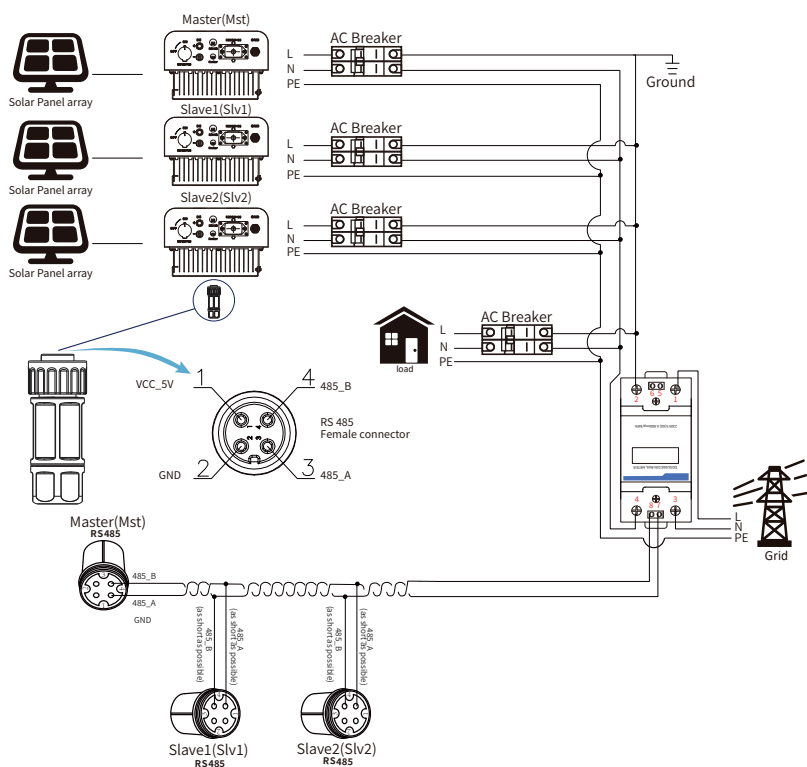 Master(Mst)
AC Breaker
L
N
PE
Ground
Solar Panel array
Slave1(Slv1)
AC Breaker
L
N
PE
Solar Panel array
Slave2(Slv2)
AC Breaker
L
N
PE
Solar Panel array
AC Breaker
L
N
PE
load
VCC_5V
1
4
485_B
RS 485
Female connector
1
4
2
3
GND
2
3
485_A
2
6 5
1
4
8 7
3
L
N
PE
Grid
Master(Mst)
RS485
485_B
485_A
GND
485_B
(as short as possible)
485_A
(as short as possible)
485_B
(as short as possible)
485_A
(as short as possible)
Slave1(Slv1)
RS485
Slave2(Slv2)
RS485